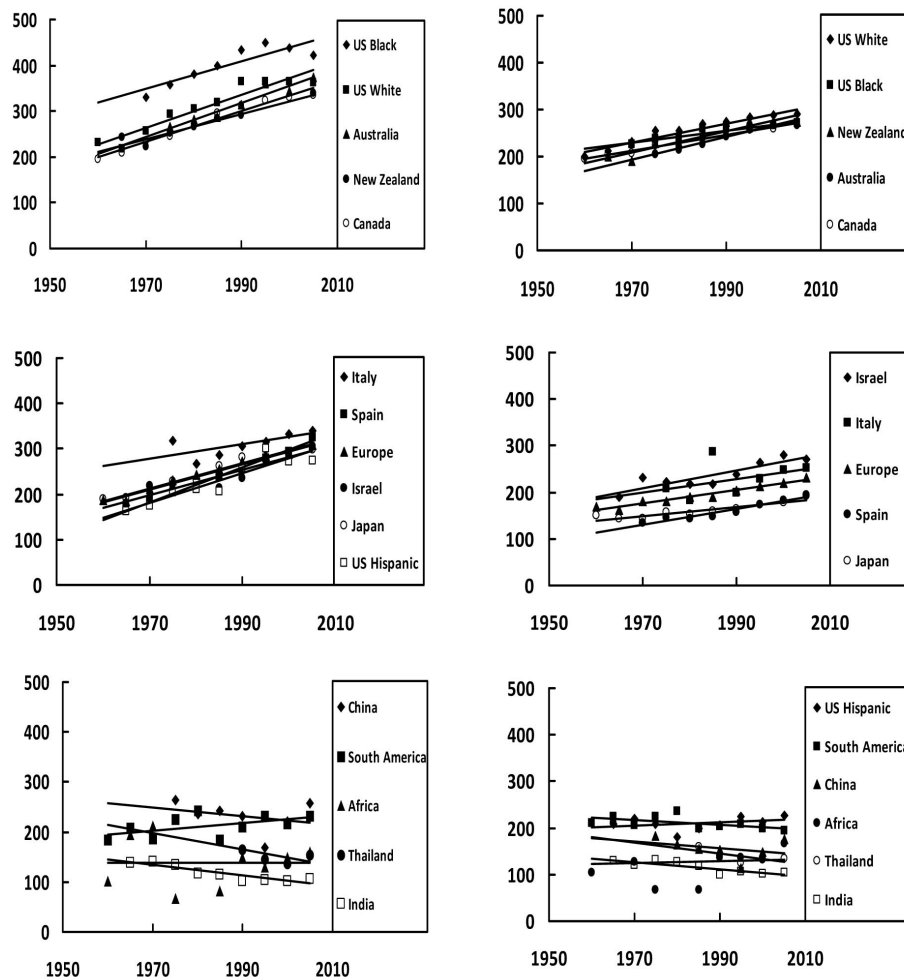 500
400
300
200
100
0
1950
1970
1990
2010
US Black
US White
Australia
New Zealand
Canada
500
400
300
200
100
0
1950
1970
1990
2010
US White
US Black
New Zealand
Australia
Canada
500
400
300
200
100
0
1950
1970
1990
2010
Italy
Spain
Europe
Israel
Japan
US Hispanic
500
400
300
200
100
0
1950
1970
1990
2010
Israel
Italy
Europe
Spain
Japan
500
400
300
200
100
0
1950
1970
1990
2010
China
South America
Africa
Thailand
India
500
400
300
200
100
0
1950
1970
1990
2010
US Hispanic
South America
China
Africa
Thailand
India